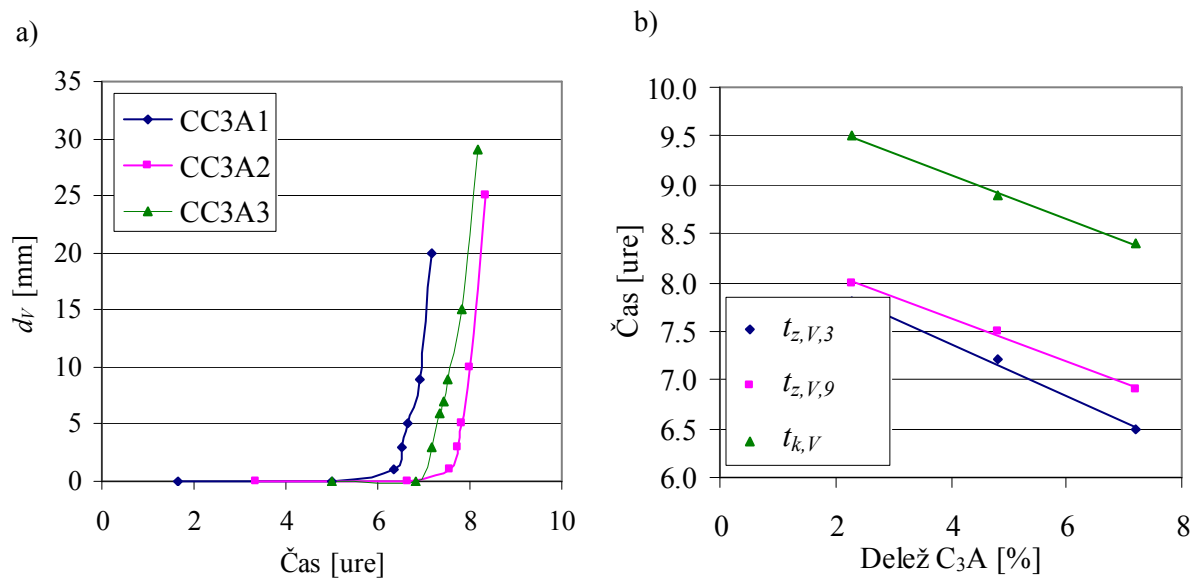 a)
35
30
25
20
15
10
5
0
0 2 4 6 8 10
d_V [mm]
Čas [ure]
CC3A1
CC3A2
CC3A3
b)
10.0
9.5
9.0
8.5
8.0
7.5
7.0
6.5
6.0
0 2 4 6 8
Čas [ure]
Delež C₃A [%]
t_z,V,3
t_z,V,9
t_k,V